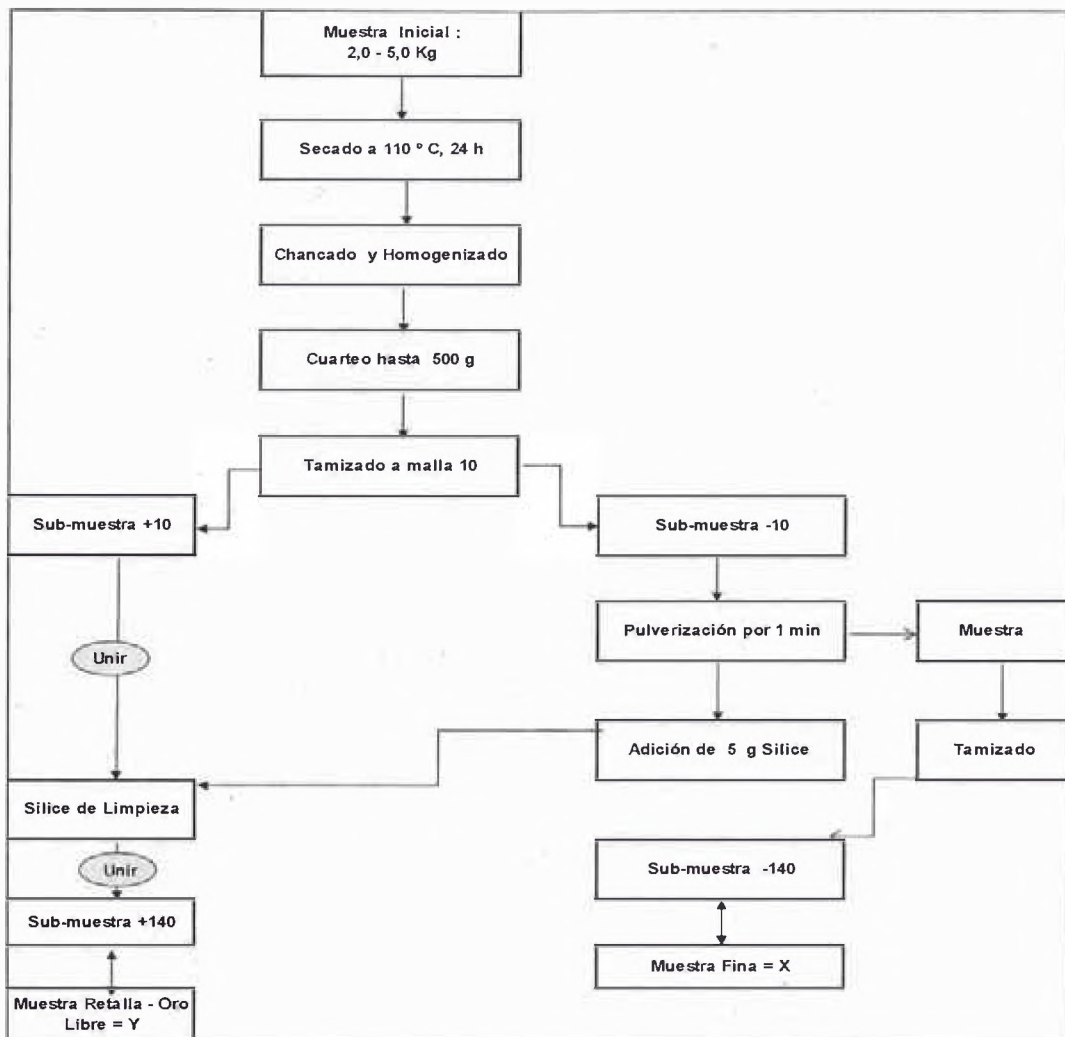 Muestra Inicial :
2,0 - 5,0 Kg
Secado a 110 º C, 24 h
Chancado y Homogenizado
Cuarteo hasta 500 g
Tamizado a malla 10
Sub-muestra +10
Sub-muestra -10
Pulverización por 1 min
Muestra
Unir
Adición de 5 g Silice
Tamizado
Silice de Limpieza
Unir
Sub-muestra -140
Sub-muestra +140
Muestra Fina = X
Muestra Retalla - Oro
Libre = Y